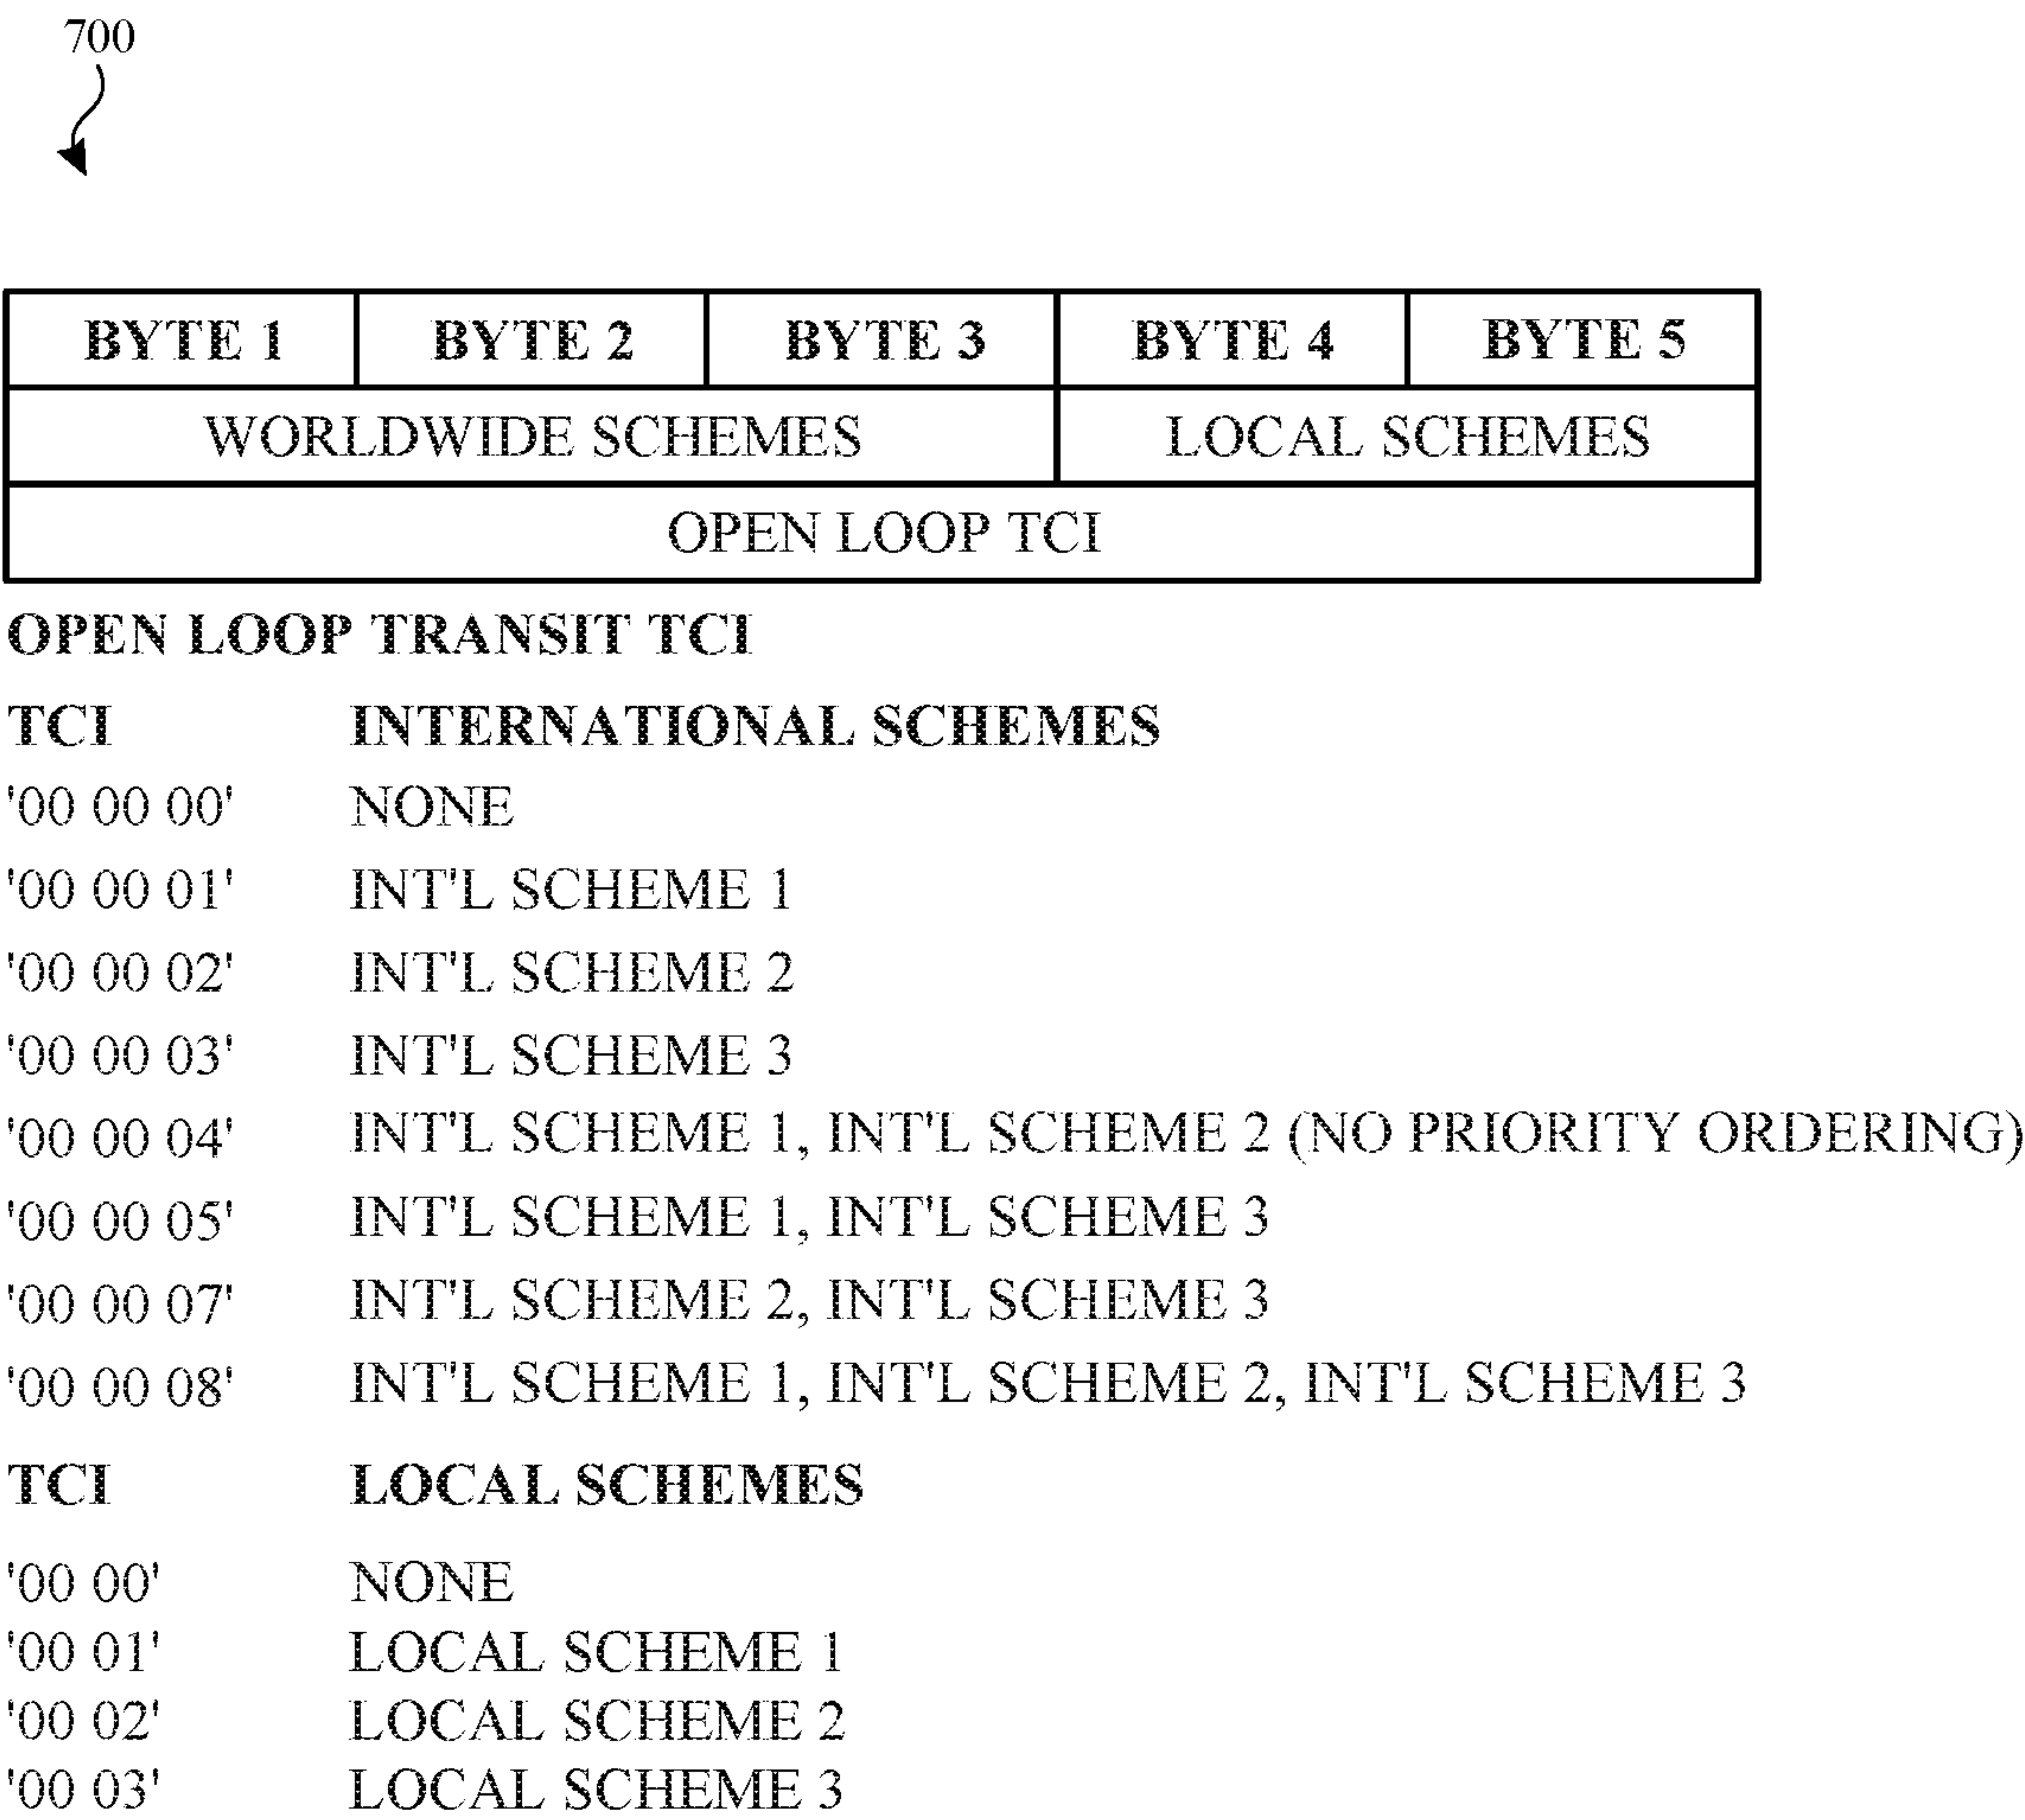 700
BYTE 1 BYTE 2 BYTE 3 BYTE 4 BYTE 5
WORLDWIDE SCHEMES LOCAL SCHEMES
OPEN LOOP TCI
OPEN LOOP TRANSIT TCI
TCI INTERNATIONAL SCHEMES
'00 00 00' NONE
'00 00 01' INT'L SCHEME 1
'00 00 02' INT'L SCHEME 2
'00 00 03' INT'L SCHEME 3
'00 00 04' INT'L SCHEME 1, INT'L SCHEME 2 (NO PRIORITY ORDERING)
'00 00 05' INT'L SCHEME 1, INT'L SCHEME 3
'00 00 07' INT'L SCHEME 2, INT'L SCHEME 3
'00 00 08' INT'L SCHEME 1, INT'L SCHEME 2, INT'L SCHEME 3
TCI LOCAL SCHEMES
'00 00' NONE
'00 01' LOCAL SCHEME 1
'00 02' LOCAL SCHEME 2
'00 03' LOCAL SCHEME 3